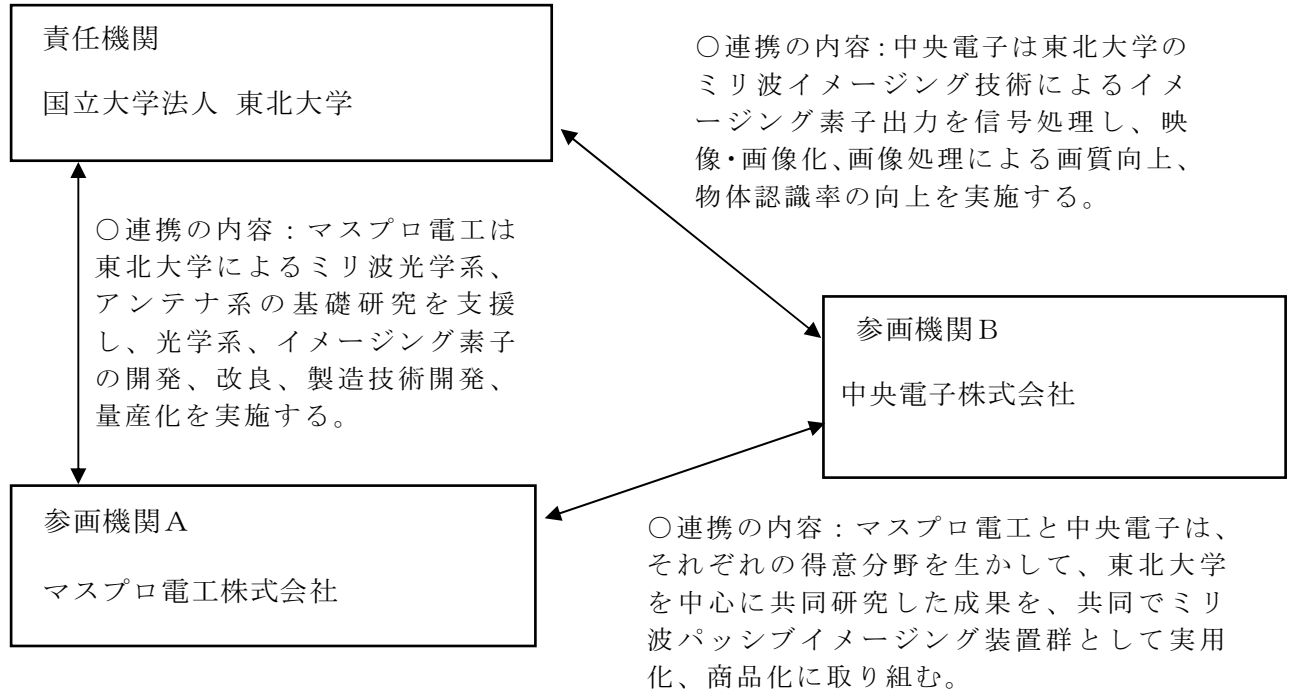 責任機関
国立大学法人 東北大学
〇連携の内容:中央電子は東北大学の
ミリ波イメージング技術によるイメ
ージング素子出力を信号処理し、映
像・画像化、画像処理による画質向上、
物体認識率の向上を実施する。
〇連携の内容：マスプロ電工は
東北大学によるミリ波光学系、
アンテナ系の基礎研究を支援
し、光学系、イメージング素子
の開発、改良、製造技術開発、
量産化を実施する。
参画機関B
中央電子株式会社
参画機関A
マスプロ電工株式会社
〇連携の内容：マスプロ電工と中央電子は、
それぞれの得意分野を生かして、東北大学
を中心に共同研究した成果を、共同でミリ
波パッシブイメージング装置群として実用
化、商品化に取り組む。